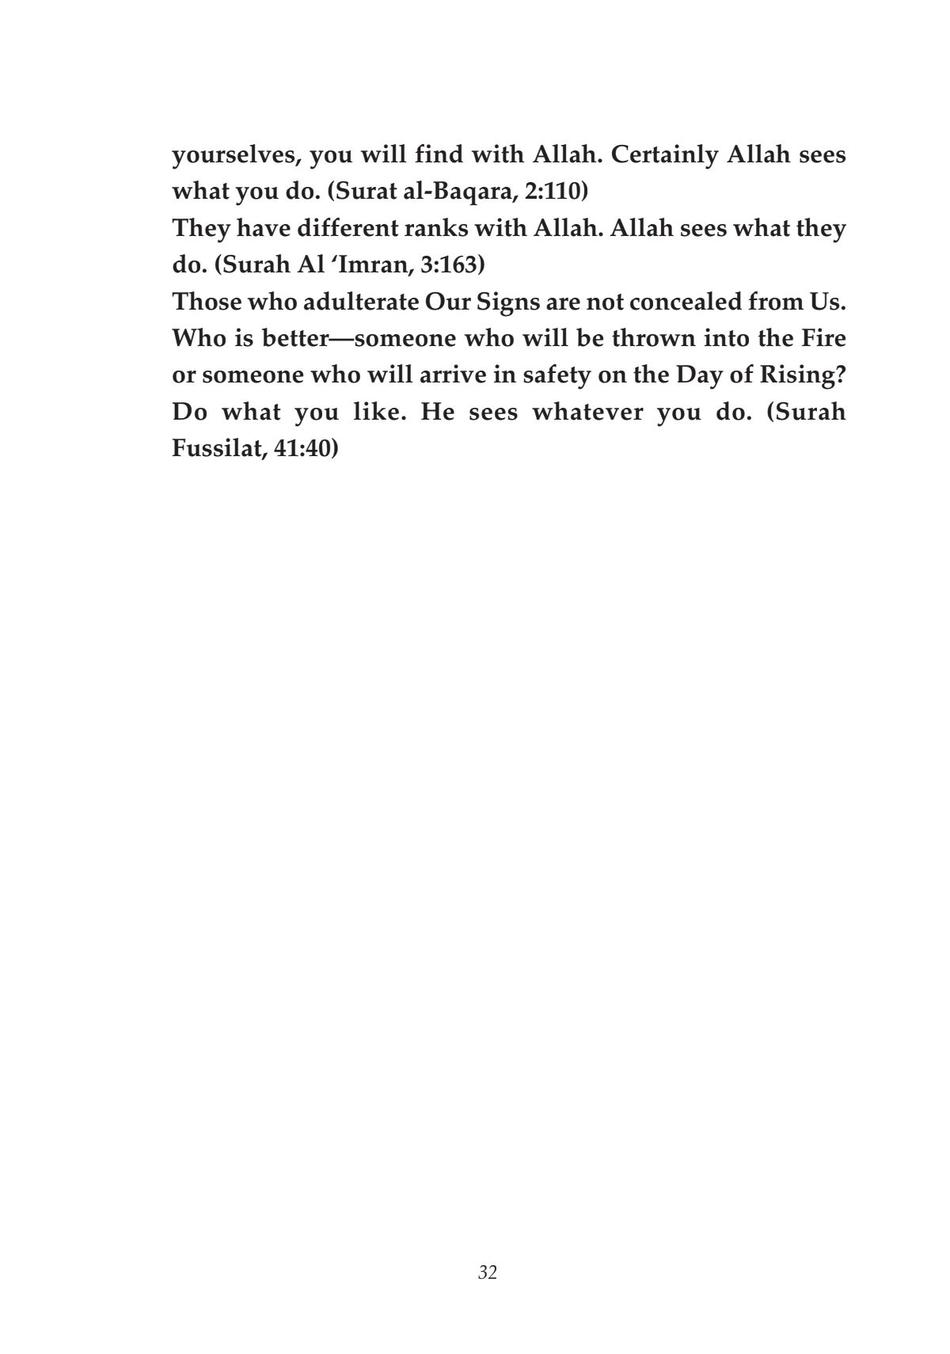 yourselves, you will find with Allah. Certainly Allah sees
what you do. (Surat al-Baqara, 2:110)
They have different ranks with Allah. Allah sees what they
do. (Surah Al ‘Imran, 3:163)
Those who adulterate Our Signs are not concealed from Us.
Who is better—someone who will be thrown into the Fire
or someone who will arrive in safety on the Day of Rising?
Do what you like. He sees whatever you do. (Surah
Fussilat, 41:40)
32